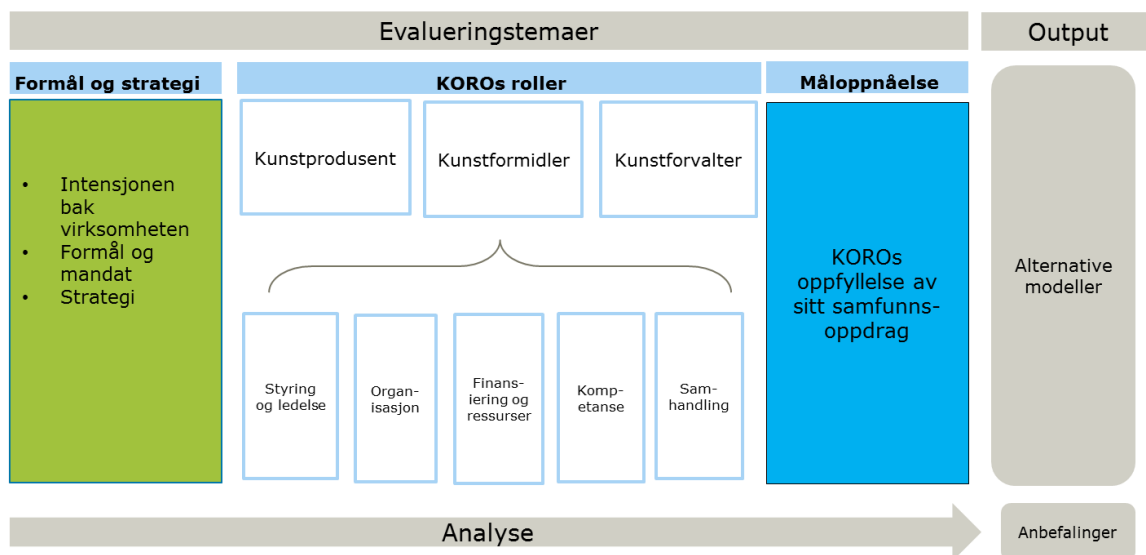 Evalueringstemaer
Output
Formål og strategi
KOROs roller
Måloppnåelse
• Intensjonen
bak
virksomheten
• Formål og
mandat
• Strategi
Kunstprodusent
Kunstformidler
Kunstforvalter
Styring
og ledelse
Organ-
isasjon
Finans-
iering og
ressurser
Komp-
etanse
Sam-
handling
KOROs
oppfyllelse av
sitt samfunns-
oppdrag
Alternative
modeller
Analyse
Anbefalinger